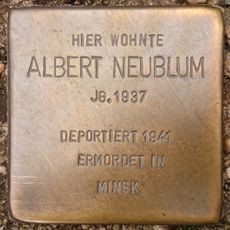 HIER WOHNTE
ALBERT NEUBLUM
JG. 1937
DEPORTIERT 1941
ERMORDET IN
MINSK